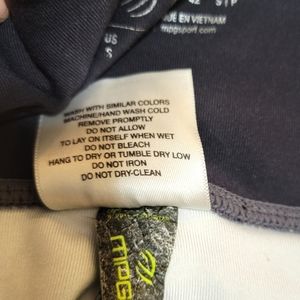 US
S
S | P
MADE EN VIETNAM
mpgsport.com
WASH WITH SIMILAR COLORS
MACHINE/HAND WASH COLD
REMOVE PROMPTLY
DO NOT ALLOW
TO LAY ON ITSELF WHEN WET
DO NOT BLEACH
HANG TO DRY OR TUMBLE DRY LOW
DO NOT IRON
DO NOT DRY-CLEAN
mpg